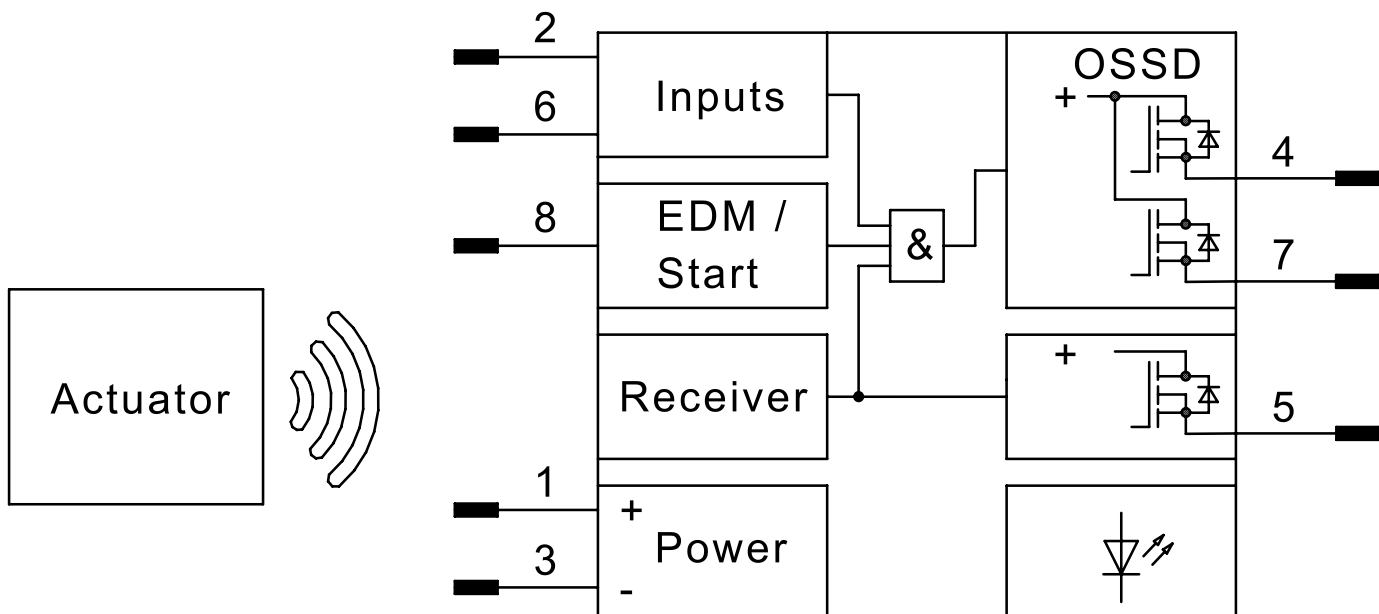 2
Inputs
OSSD
+
6
4
8
EDM /
Start
&
7
Actuator
Receiver
+
5
1
+
Power
3
-